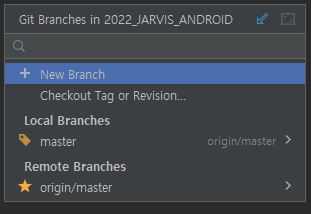 Git Branches in 2022_JARVIS_ANDROID
New Branch
Checkout Tag or Revision...
Local Branches
master origin/master
Remote Branches
origin/master